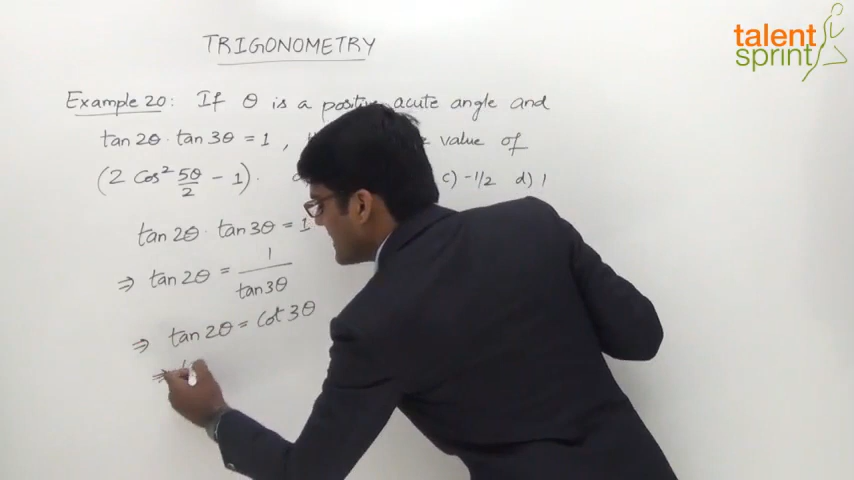 talent
sprint
TRIGONOMETRY
Example 20: If θ is a positive acute angle and
tan 2θ · tan 3θ = 1, value of
(2 Cos² 5θ/2 - 1). c) -1/2 d) 1
tan 2θ · tan 3θ = 1
⇒ tan 2θ = 1/tan 3θ
⇒ tan 2θ = Cot 3θ